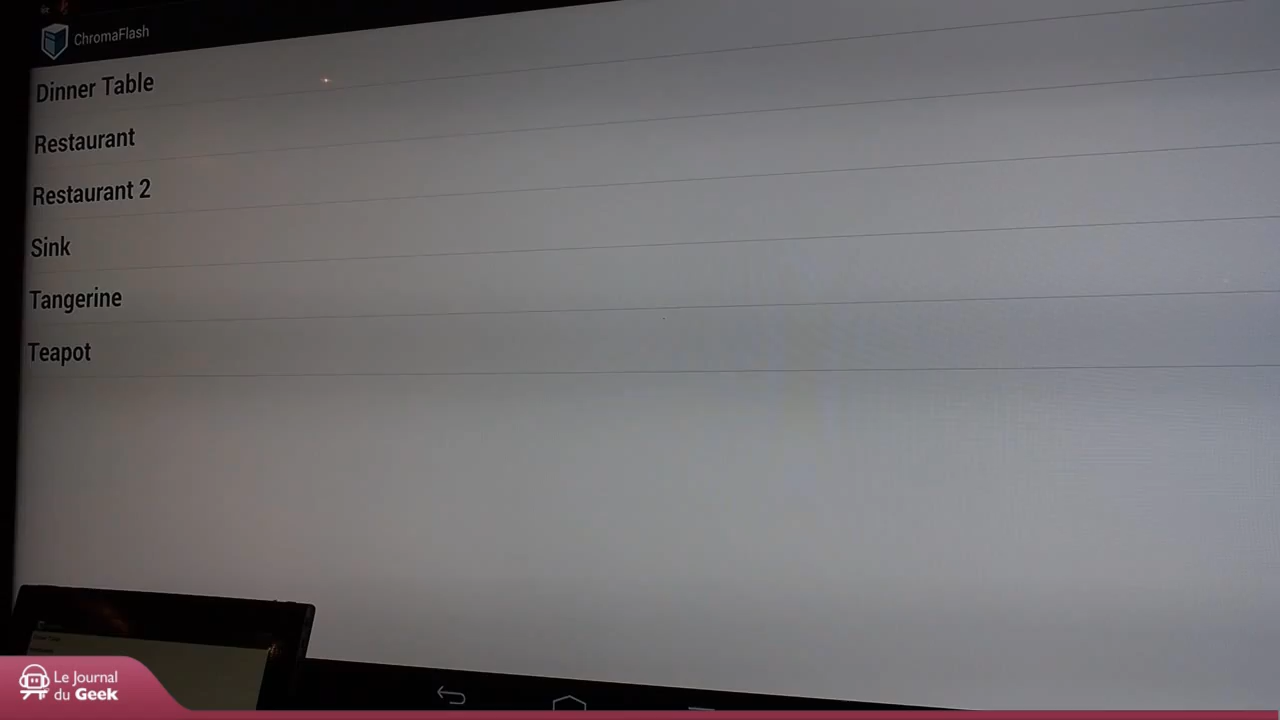 ChromaFlash
Dinner Table
Restaurant
Restaurant 2
Sink
Tangerine
Teapot
Le Journal
du Geek